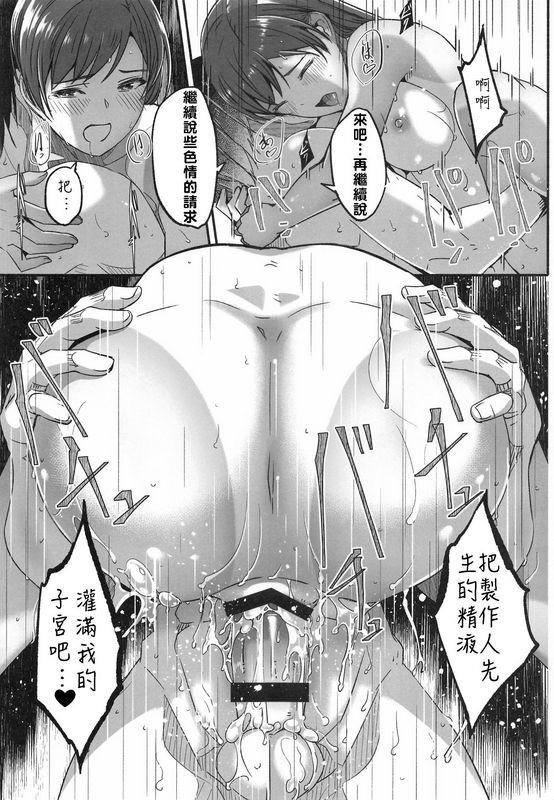 啊
啊
來吧…再繼續說
繼續說些色情的請求
把…
把製作人先
生的精液
灌滿我的
子宮吧…♥